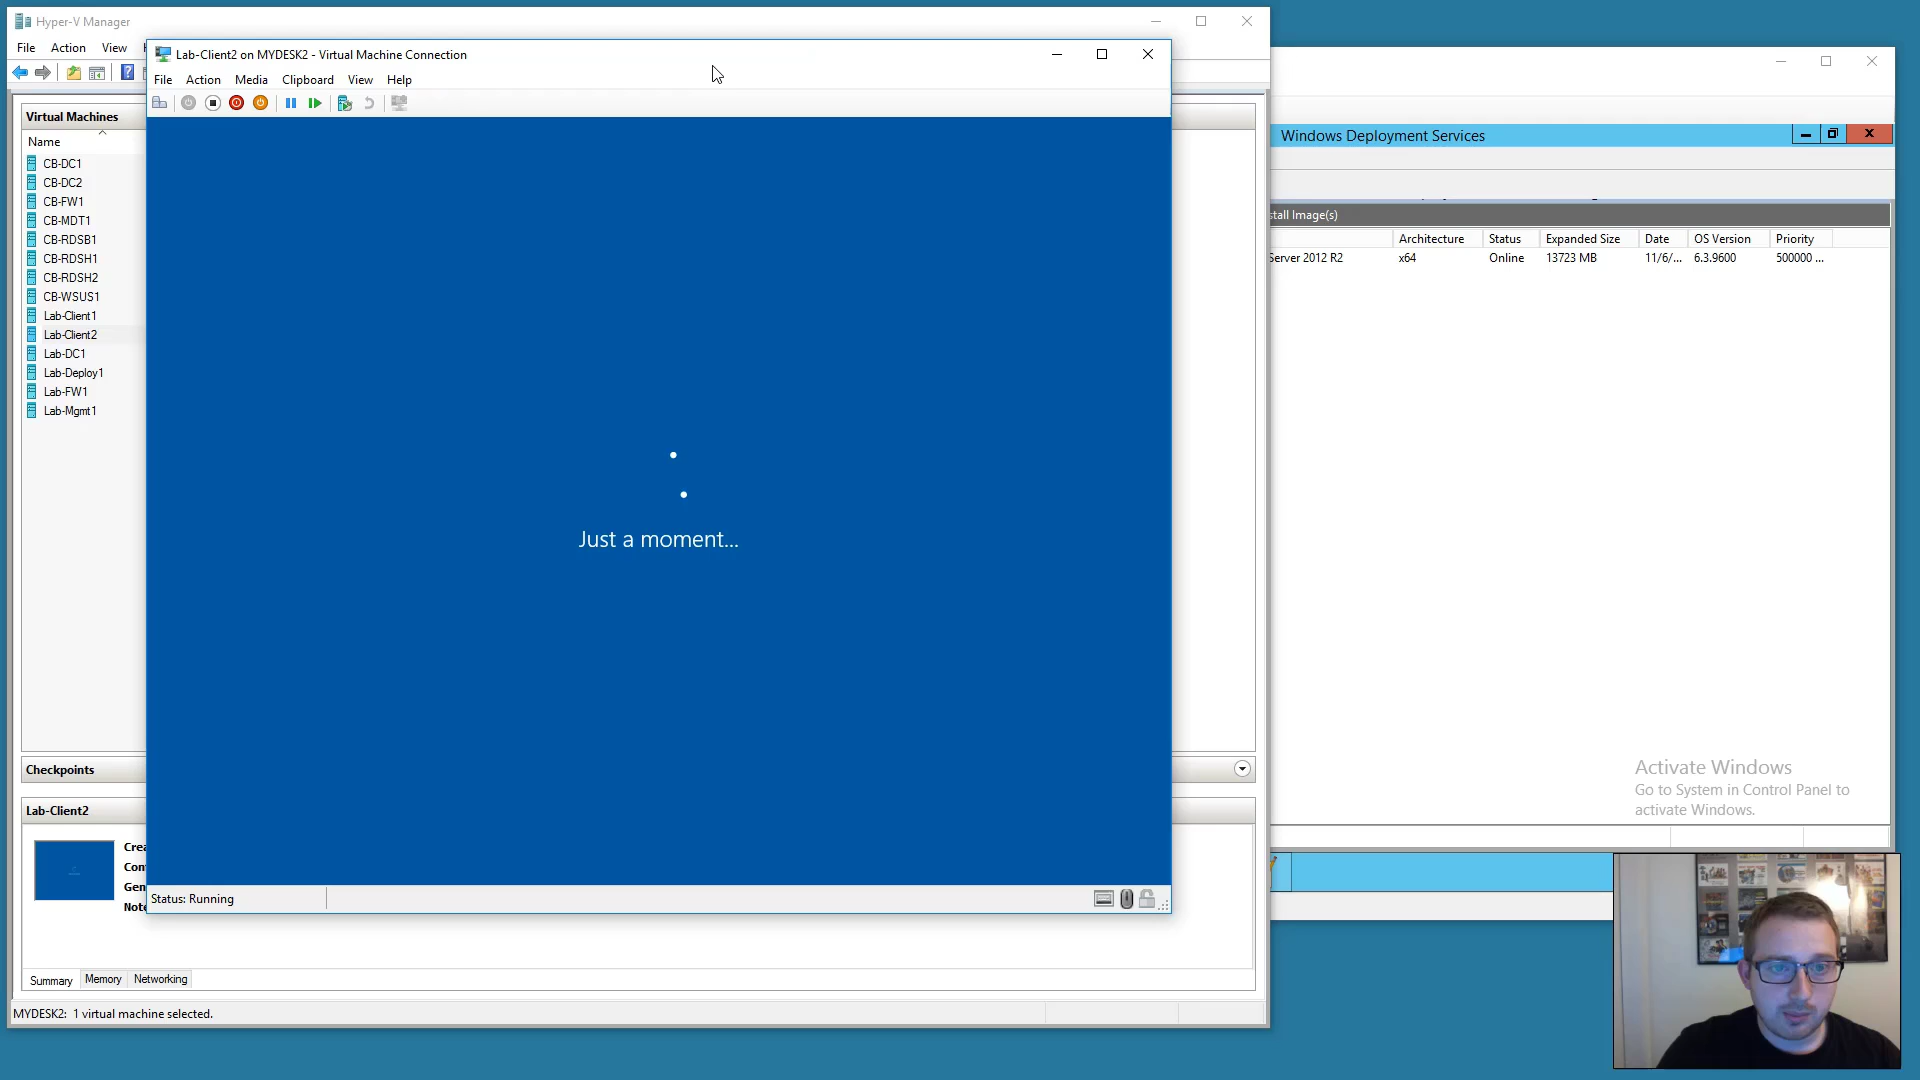 Hyper-V Manager
File Action View
Lab-Client2 on MYDESK2 - Virtual Machine Connection
File Action Media Clipboard View Help
Virtual Machines
Name
CB-DC1
CB-DC2
CB-FW1
CB-MDT1
CB-RDSB1
CB-RDSH1
CB-RDSH2
CB-WSUS1
Lab-Client1
Lab-Client2
Lab-DC1
Lab-Deploy1
Lab-FW1
Lab-Mgmt1
Just a moment...
Checkpoints
Lab-Client2
Crea
Con
Gen
Note
Status: Running
Summary Memory Networking
MYDESK2: 1 virtual machine selected.
Windows Deployment Services
stall Image(s)
Architecture Status Expanded Size Date OS Version Priority
Server 2012 R2 x64 Online 13723 MB 11/6/... 6.3.9600 500000 ...
Activate Windows
Go to System in Control Panel to
activate Windows.